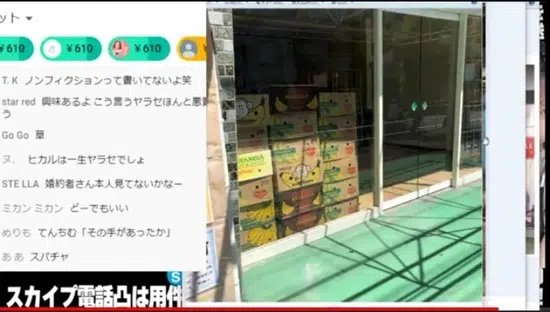 ット
¥610
¥610
¥610
¥
T. K ノンフィクションって書いてないよ笑
star red 興味あるよ こう言うヤラセほんと悪
う
Go Go 草
ヌ. ヒカルは一生ヤラセでしょ
STE LLA 婚約者さん本人見てないかなー
ミカン ミカン どーでもいい
めりも てんちむ「その手があったか」
あ あ スパチャ
スカイプ電話凸は用件
S